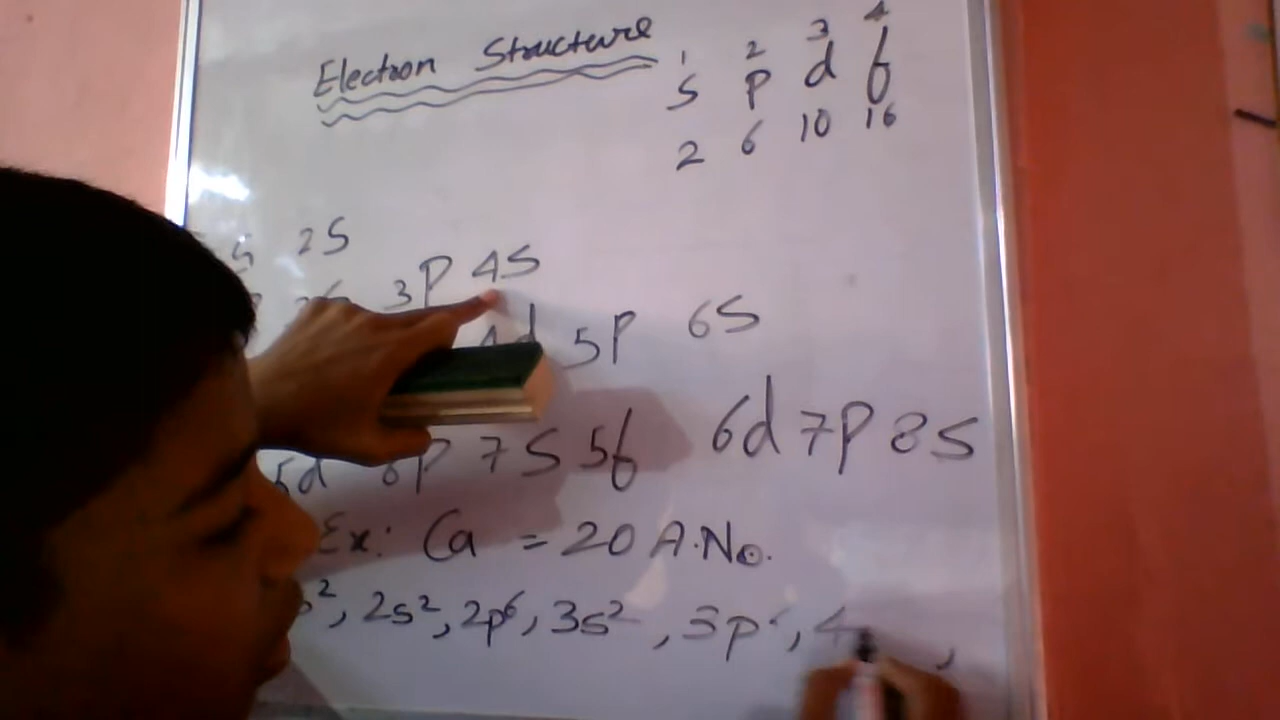 Electron Structure
1 2 3 4
S P d f
2 6 10 16
2S
3P 4S
4d 5P 6S
5d 6P 7S 5f 6d 7P 8S
Ex: Ca = 20 A.No.
s², 2s², 2p⁶, 3s², 3p⁶, 4 ,